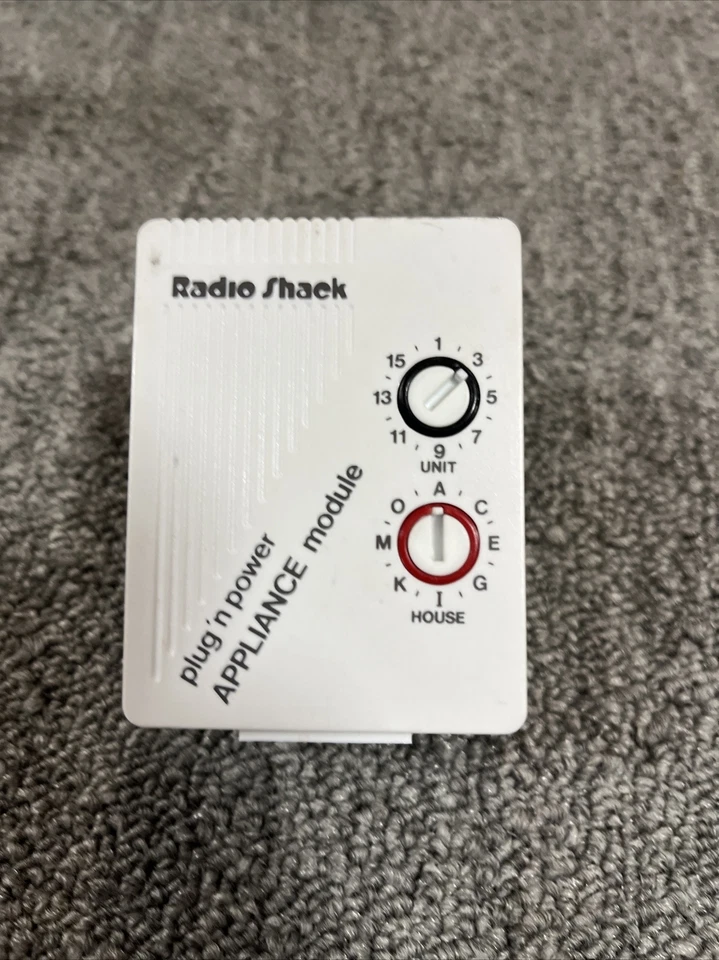 Radio Shack
1
15 3
13 5
11 7
9
UNIT
A
O C
M E
K G
I
HOUSE
plug 'n power
APPLIANCE module